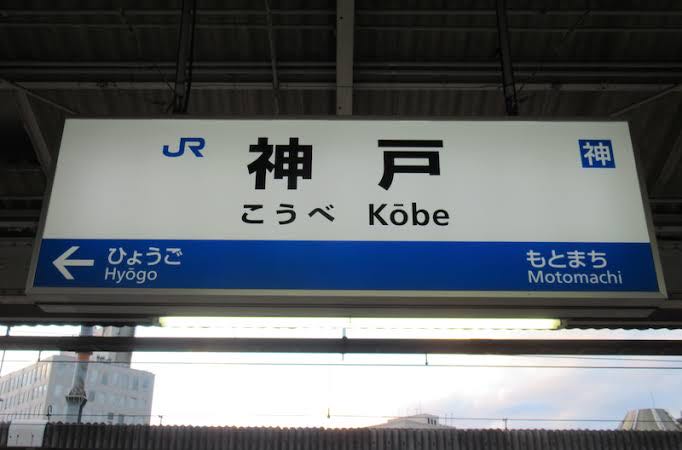 JR 神戸 神
こうべ Kōbe
← ひょうご もとまち
Hyōgo Motomachi